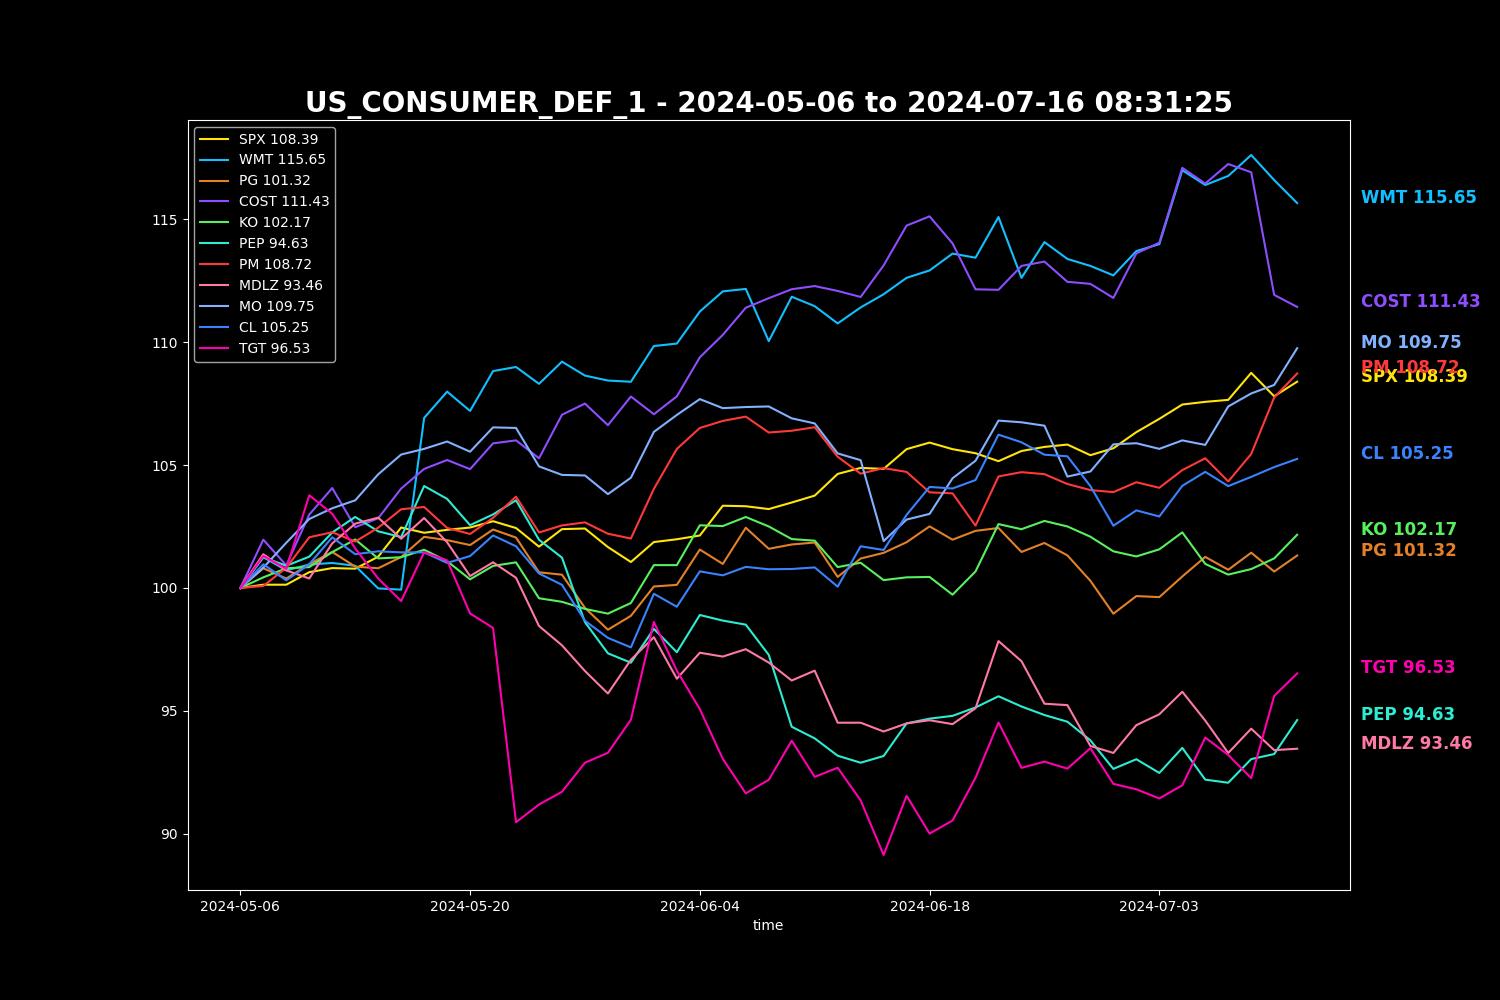 US_CONSUMER_DEF_1 - 2024-05-06 to 2024-07-16 08:31:25
SPX 108.39
WMT 115.65
PG 101.32
COST 111.43
KO 102.17
PEP 94.63
PM 108.72
MDLZ 93.46
MO 109.75
CL 105.25
TGT 96.53
115
110
105
100
95
90
WMT 115.65
COST 111.43
MO 109.75
PM 108.72
SPX 108.39
CL 105.25
KO 102.17
PG 101.32
TGT 96.53
PEP 94.63
MDLZ 93.46
2024-05-06 2024-05-20 2024-06-04 2024-06-18 2024-07-03
time